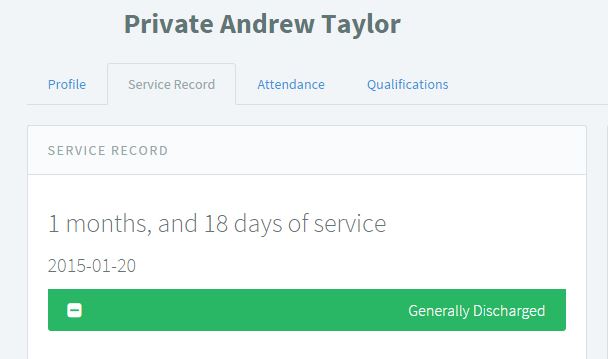 Private Andrew Taylor
Profile Service Record Attendance Qualifications
SERVICE RECORD
1 months, and 18 days of service
2015-01-20
Generally Discharged